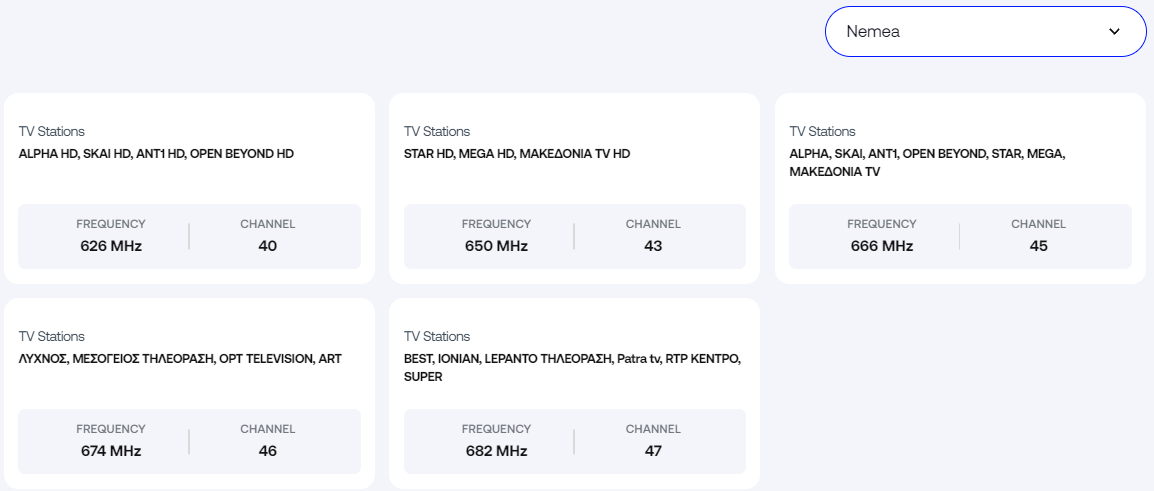 Nemea
TV Stations
ALPHA HD, SKAI HD, ANT1 HD, OPEN BEYOND HD
FREQUENCY
626 MHz
CHANNEL
40
TV Stations
STAR HD, MEGA HD, ΜΑΚΕΔΟΝΙΑ TV HD
FREQUENCY
650 MHz
CHANNEL
43
TV Stations
ALPHA, SKAI, ANT1, OPEN BEYOND, STAR, MEGA,
ΜΑΚΕΔΟΝΙΑ TV
FREQUENCY
666 MHz
CHANNEL
45
TV Stations
ΛΥΧΝΟΣ, ΜΕΣΟΓΕΙΟΣ ΤΗΛΕΟΡΑΣΗ, OPT TELEVISION, ART
FREQUENCY
674 MHz
CHANNEL
46
TV Stations
BEST, IONIAN, LEPANTO ΤΗΛΕΟΡΑΣΗ, Patra tv, RTP ΚΕΝΤΡΟ,
SUPER
FREQUENCY
682 MHz
CHANNEL
47